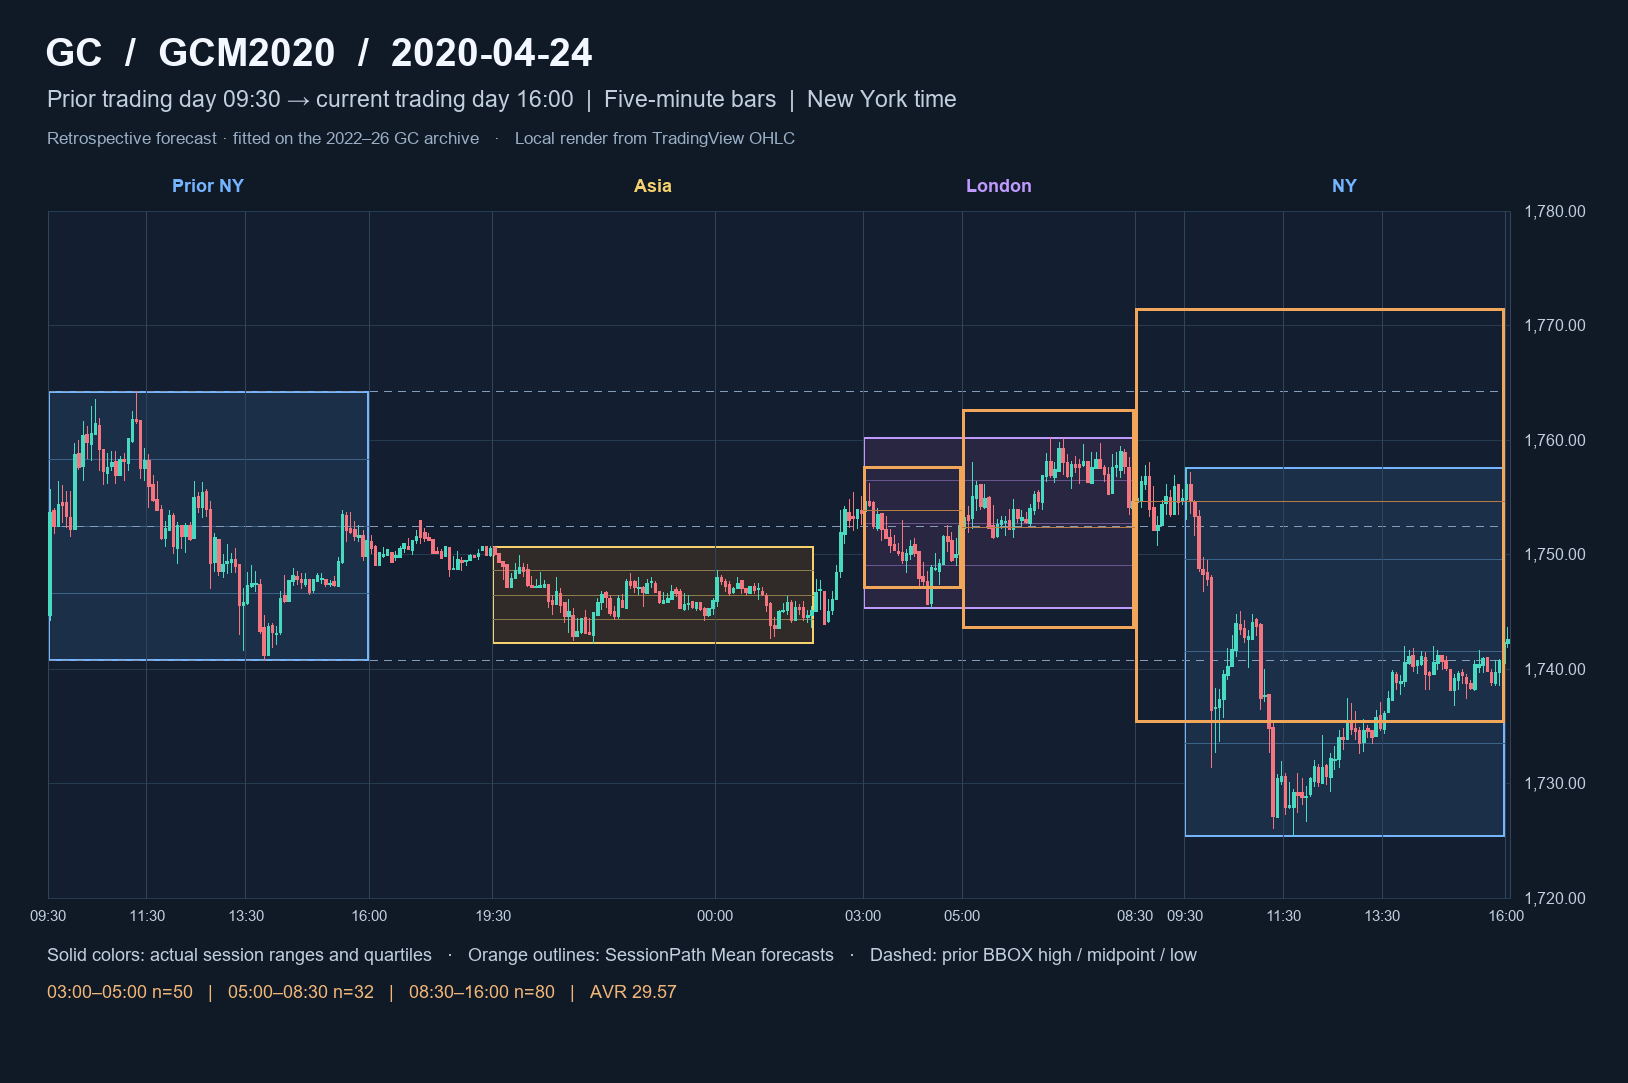 GC / GCM2020 / 2020-04-24
Prior trading day 09:30 → current trading day 16:00 | Five-minute bars | New York time
Retrospective forecast · fitted on the 2022–26 GC archive · Local render from TradingView OHLC
Prior NY Asia London NY
1,780.00
1,770.00
1,760.00
1,750.00
1,740.00
1,730.00
1,720.00
09:30 11:30 13:30 16:00 19:30 00:00 03:00 05:00 08:30 09:30 11:30 13:30 16:00
Solid colors: actual session ranges and quartiles · Orange outlines: SessionPath Mean forecasts · Dashed: prior BBOX high / midpoint / low
03:00–05:00 n=50 | 05:00–08:30 n=32 | 08:30–16:00 n=80 | AVR 29.57